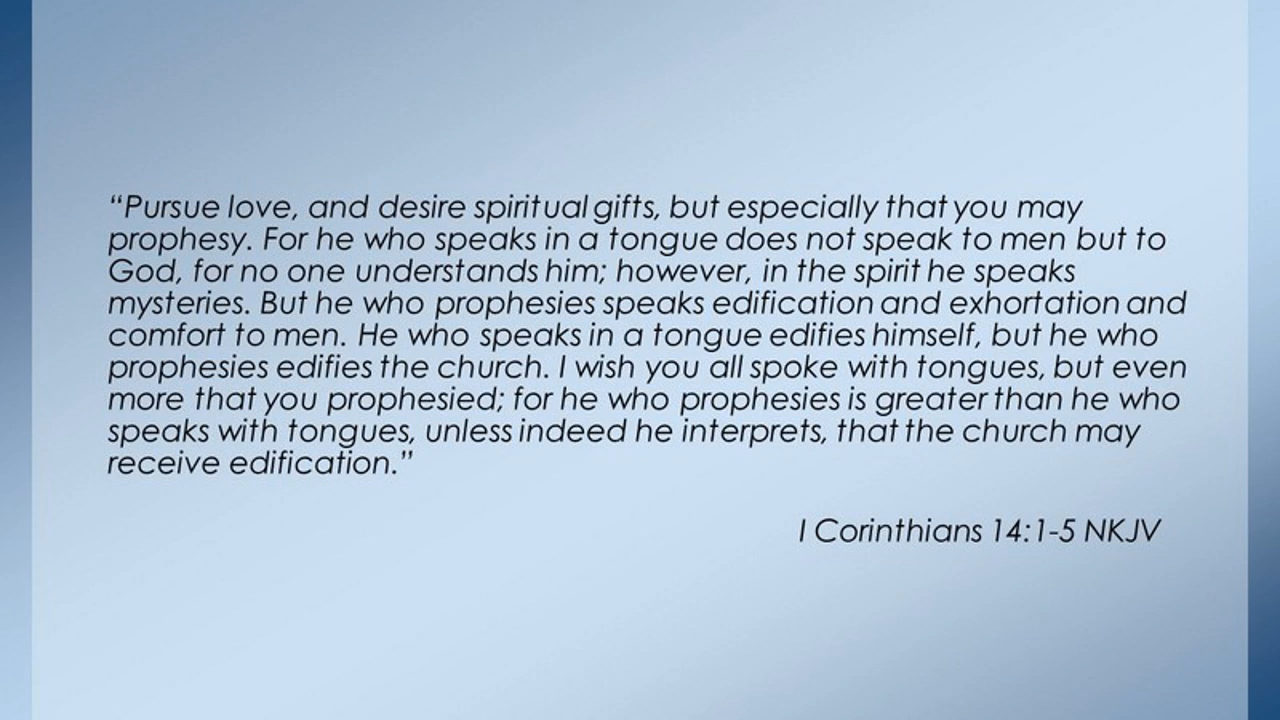 “Pursue love, and desire spiritual gifts, but especially that you may
prophesy. For he who speaks in a tongue does not speak to men but to
God, for no one understands him; however, in the spirit he speaks
mysteries. But he who prophesies speaks edification and exhortation and
comfort to men. He who speaks in a tongue edifies himself, but he who
prophesies edifies the church. I wish you all spoke with tongues, but even
more that you prophesied; for he who prophesies is greater than he who
speaks with tongues, unless indeed he interprets, that the church may
receive edification.”
I Corinthians 14:1-5 NKJV